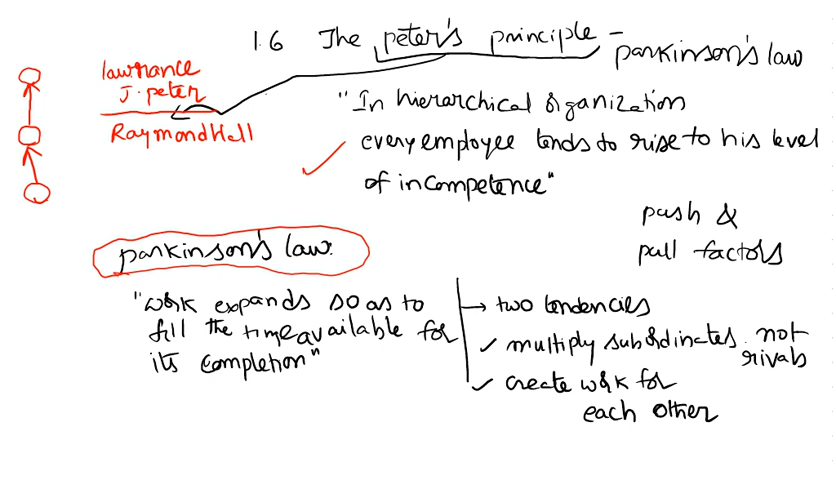 1.6 The peter's principle - parkinson's law
lawrance
J. peter
Raymond Hall
"In hierarchical organization
every employee tends to rise to his level
of incompetence"
push &
pull factors
parkinson's law.
"work expands so as to
fill the time available for
its completion"
→ two tendencies
✓ multiply subordinates not
rivals
✓ create work for
each other